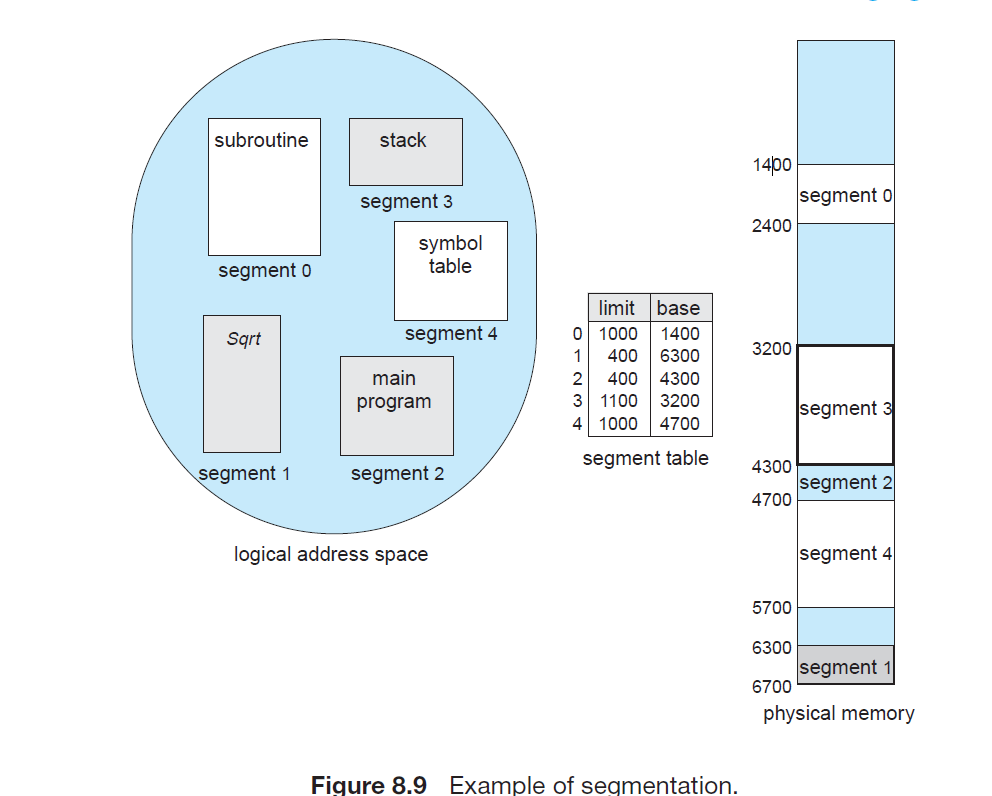 subroutine
segment 0
stack
segment 3
symbol
table
segment 4
Sqrt
segment 1
main
program
segment 2
logical address space
limit base
0 1000 1400
1 400 6300
2 400 4300
3 1100 3200
4 1000 4700
segment table
1400
segment 0
2400
3200
segment 3
4300
segment 2
4700
segment 4
5700
6300
segment 1
6700
physical memory
Figure 8.9 Example of segmentation.